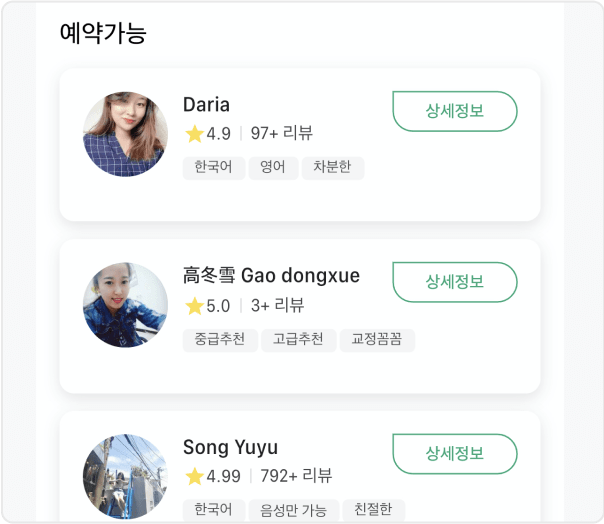 예약가능
Daria
상세정보
4.9 | 97+ 리뷰
한국어 영어 차분한
高冬雪 Gao dongxue
상세정보
5.0 | 3+ 리뷰
중급추천 고급추천 교정꼼꼼
Song Yuyu
상세정보
4.99 | 792+ 리뷰
한국어 음성만 가능 친절한